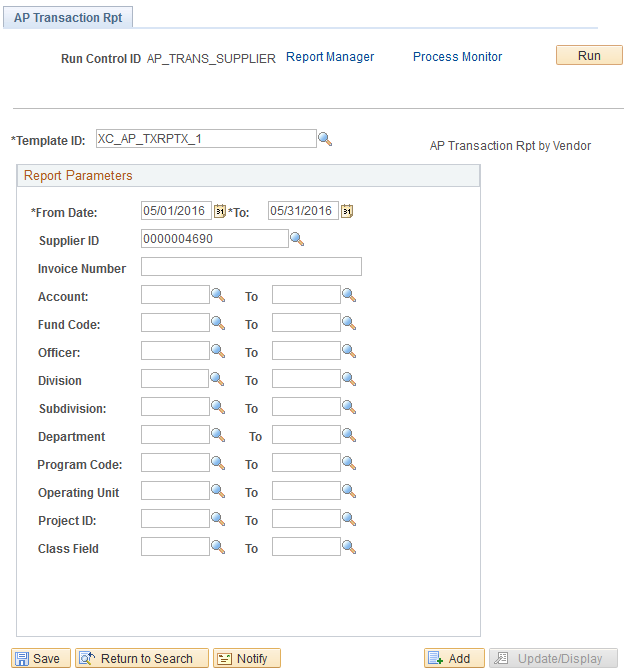 AP Transaction Rpt
Run Control ID AP_TRANS_SUPPLIER Report Manager Process Monitor Run
*Template ID: XC_AP_TXRPTX_1 AP Transaction Rpt by Vendor
Report Parameters
*From Date: 05/01/2016 31 *To: 05/31/2016 31
Supplier ID 0000004690
Invoice Number
Account: To
Fund Code: To
Officer: To
Division To
Subdivision: To
Department To
Program Code: To
Operating Unit To
Project ID: To
Class Field To
Save Return to Search Notify Add Update/Display